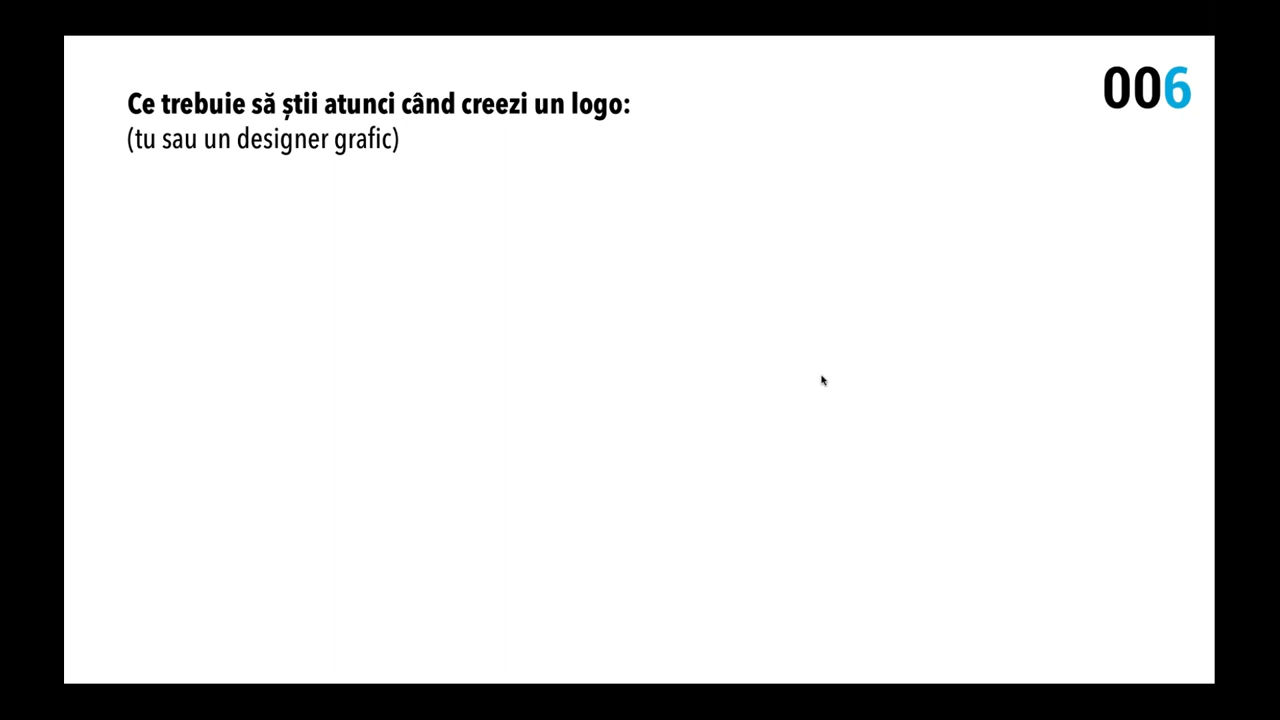 006
Ce trebuie să știi atunci când creezi un logo:
(tu sau un designer grafic)